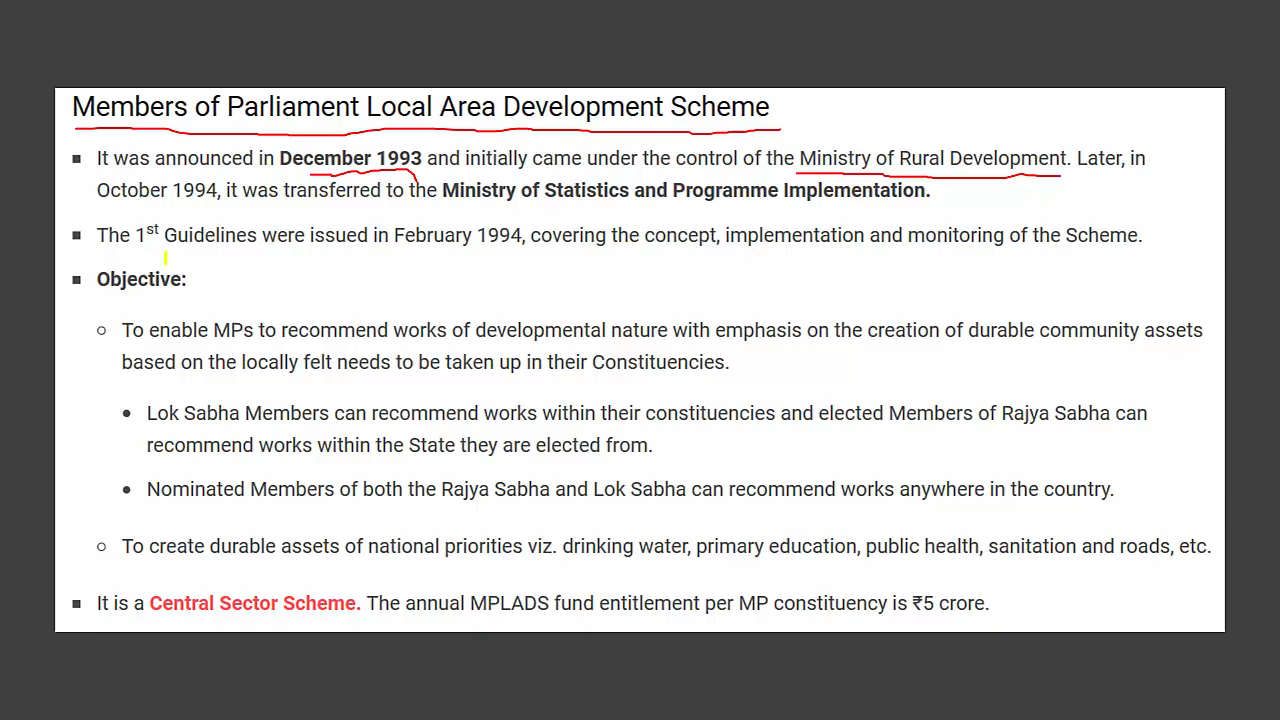 Members of Parliament Local Area Development Scheme
▪ It was announced in December 1993 and initially came under the control of the Ministry of Rural Development. Later, in
October 1994, it was transferred to the Ministry of Statistics and Programme Implementation.
▪ The 1st Guidelines were issued in February 1994, covering the concept, implementation and monitoring of the Scheme.
▪ Objective:
○ To enable MPs to recommend works of developmental nature with emphasis on the creation of durable community assets
based on the locally felt needs to be taken up in their Constituencies.
• Lok Sabha Members can recommend works within their constituencies and elected Members of Rajya Sabha can
recommend works within the State they are elected from.
• Nominated Members of both the Rajya Sabha and Lok Sabha can recommend works anywhere in the country.
○ To create durable assets of national priorities viz. drinking water, primary education, public health, sanitation and roads, etc.
▪ It is a Central Sector Scheme. The annual MPLADS fund entitlement per MP constituency is ₹5 crore.